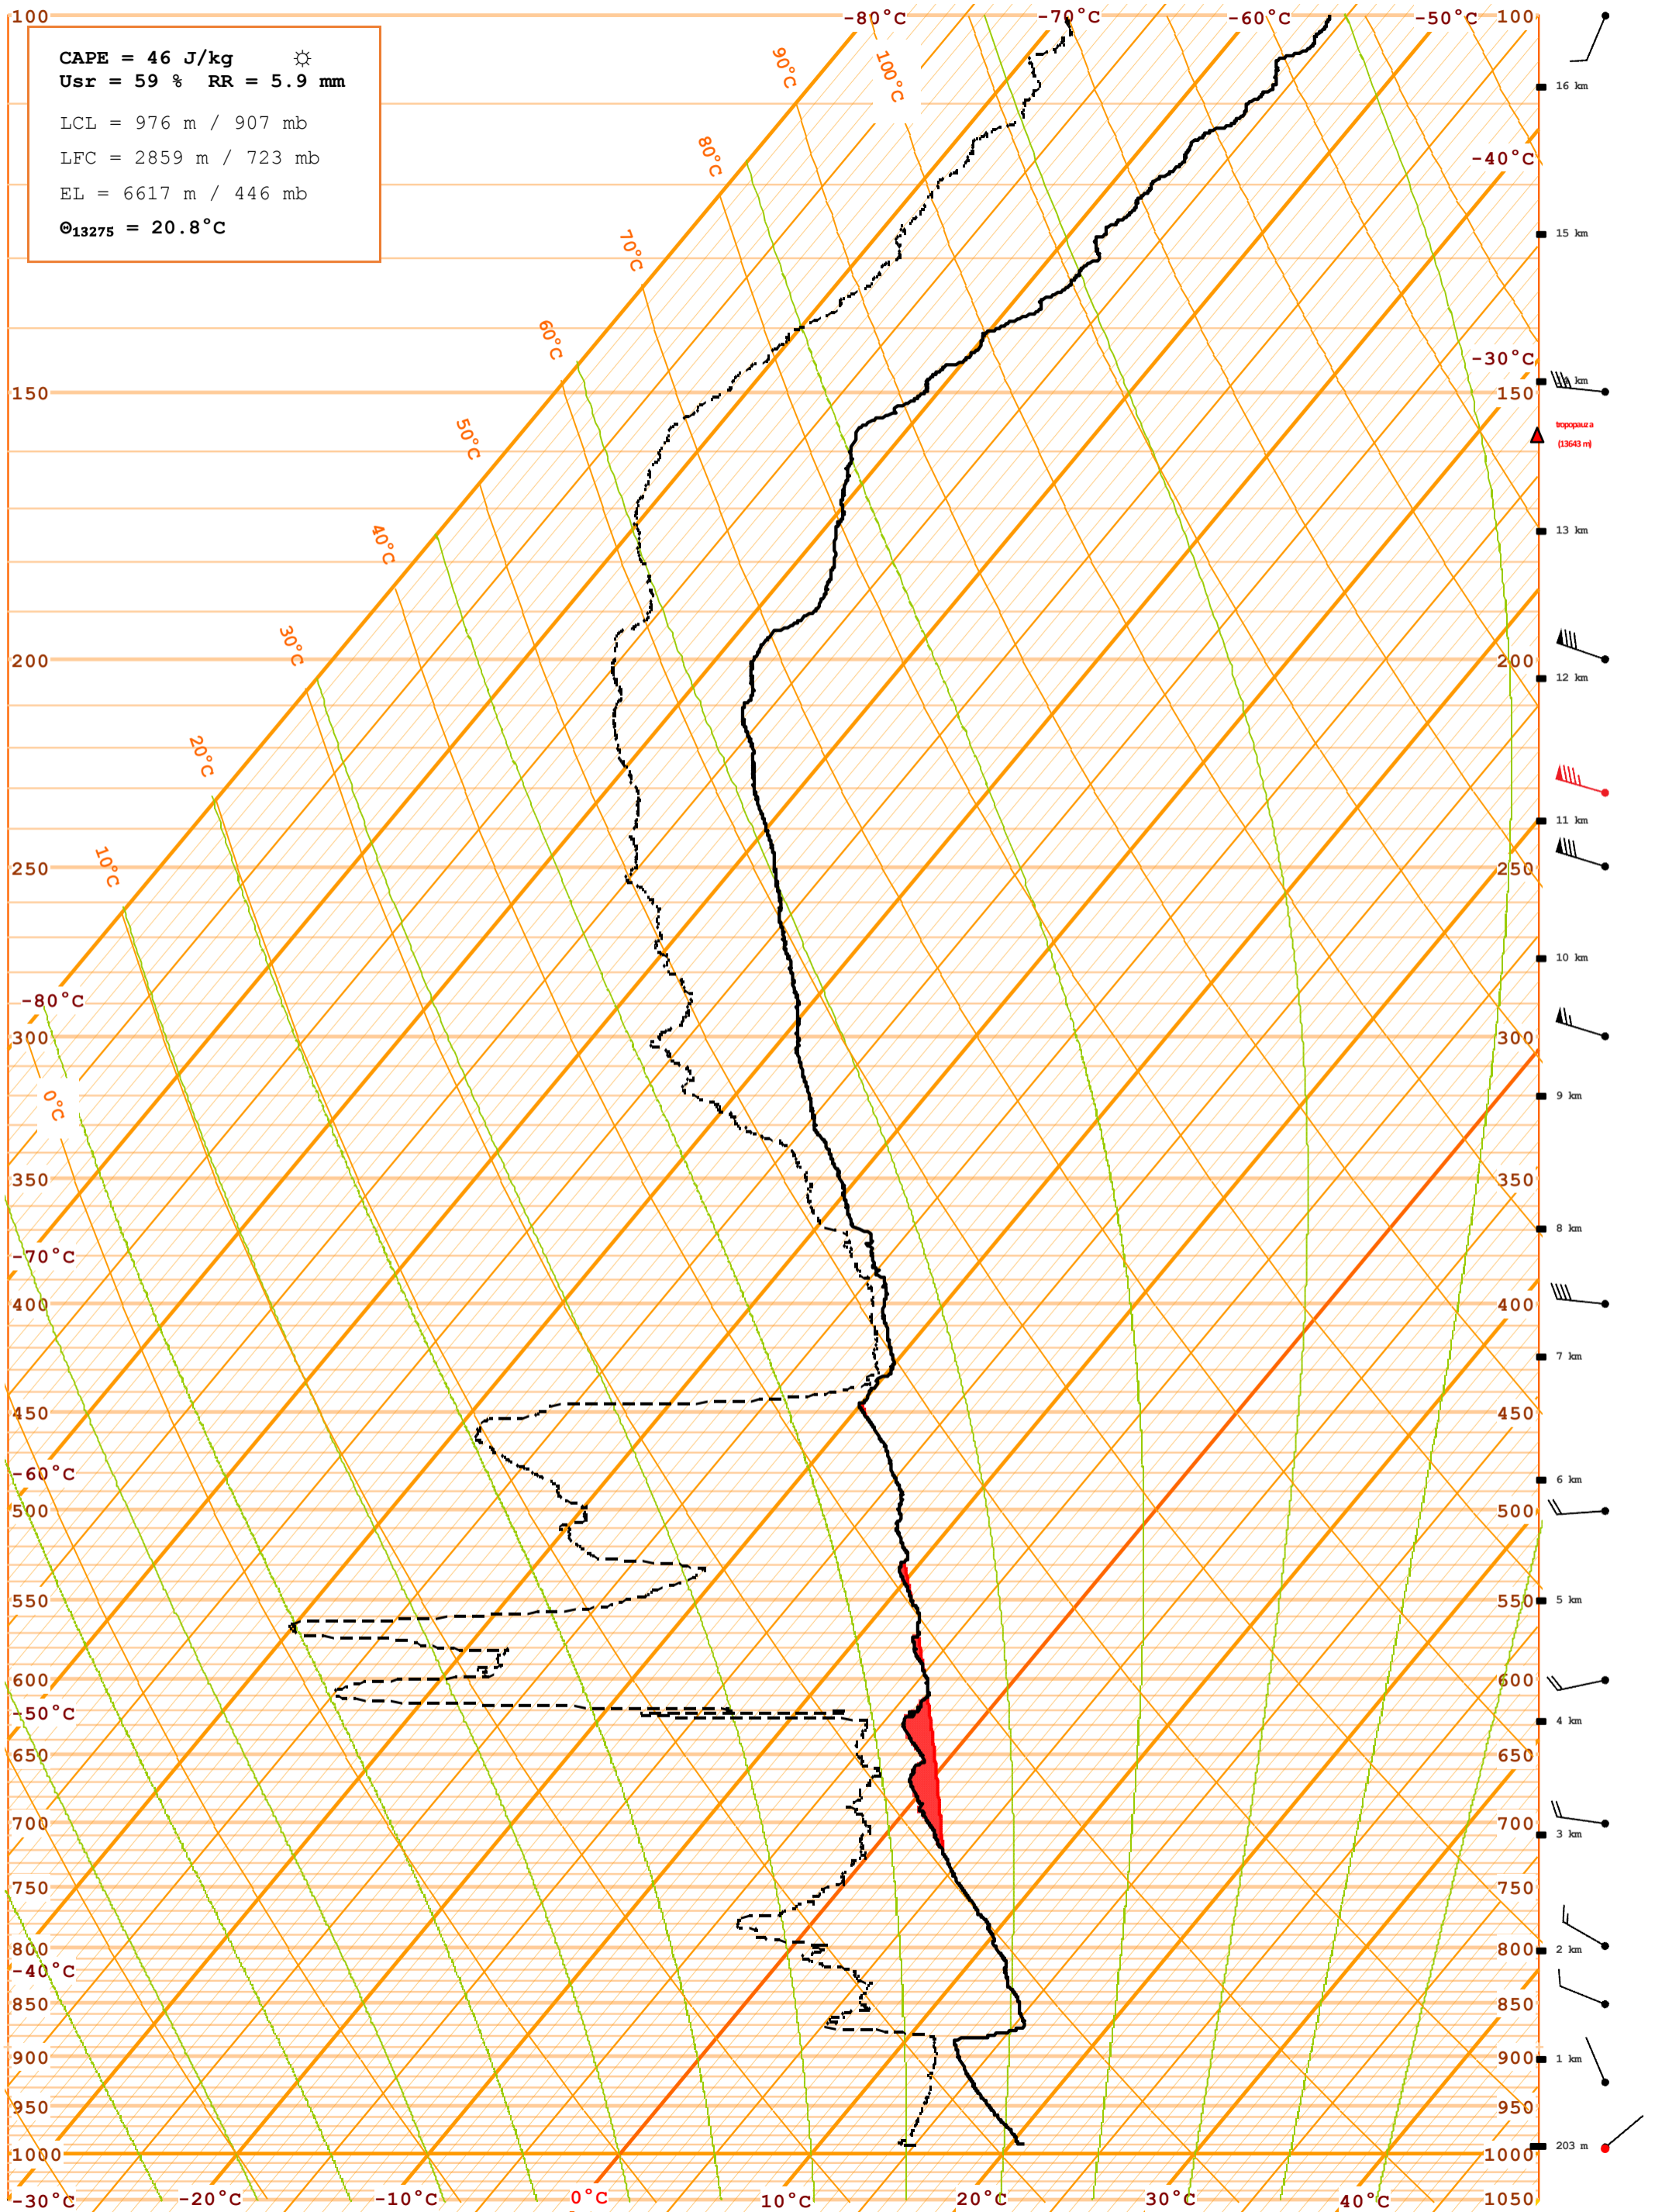 100 -80°C -70°C -60°C -50°C 100
CAPE = 46 J/kg
Usr = 59 % RR = 5.9 mm
LCL = 976 m / 907 mb
LFC = 2859 m / 723 mb
EL = 6617 m / 446 mb
Θ13275 = 20.8°C
90°C 100°C
16 km
80°C
-40°C
70°C
15 km
60°C
-30°C
km
150 150
tropopauza
(13643 m)
50°C
40°C
13 km
30°C
200 200
12 km
20°C
11 km
10°C
250 250
10 km
-80°C
300 300
0°C
9 km
350 350
8 km
-70°C
400 400
7 km
450 450
-60°C
6 km
500 500
550 550
5 km
600 600
-50°C
4 km
650 650
700 700
3 km
750 750
800 800
2 km
-40°C
850 850
900 900
1 km
950 950
203 m
1000 1000
-30°C -20°C -10°C 0°C 10°C 20°C 30°C 40°C 1050